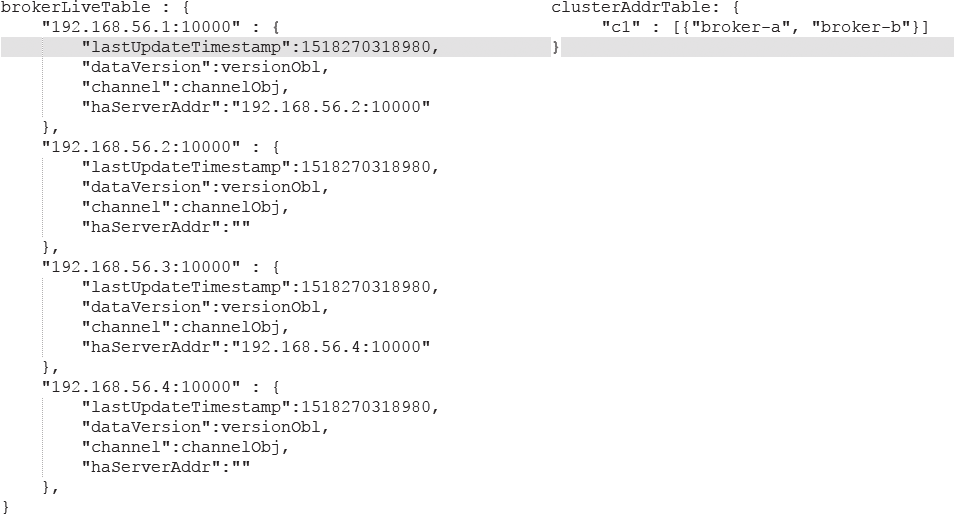 brokerLiveTable : {
    "192.168.56.1:10000" : {
        "lastUpdateTimestamp":1518270318980,
        "dataVersion":versionObl,
        "channel":channelObj,
        "haServerAddr":"192.168.56.2:10000"
    },
    "192.168.56.2:10000" : {
        "lastUpdateTimestamp":1518270318980,
        "dataVersion":versionObl,
        "channel":channelObj,
        "haServerAddr":""
    },
    "192.168.56.3:10000" : {
        "lastUpdateTimestamp":1518270318980,
        "dataVersion":versionObl,
        "channel":channelObj,
        "haServerAddr":"192.168.56.4:10000"
    },
    "192.168.56.4:10000" : {
        "lastUpdateTimestamp":1518270318980,
        "dataVersion":versionObl,
        "channel":channelObj,
        "haServerAddr":""
    },
}
clusterAddrTable: {
     "c1" : [{"broker-a", "broker-b"}]
}